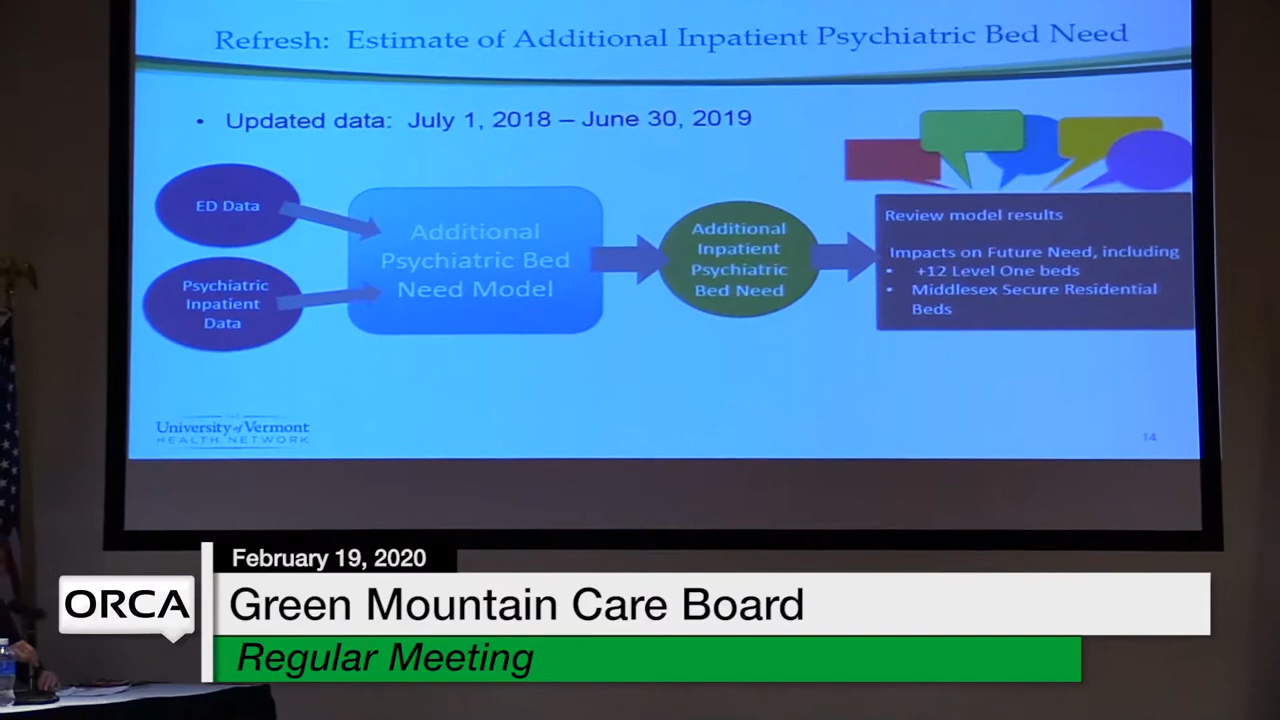 Refresh: Estimate of Additional Inpatient Psychiatric Bed Need
• Updated data: July 1, 2018 – June 30, 2019
ED Data
Psychiatric
Inpatient
Data
Additional
Psychiatric Bed
Need Model
Additional
Inpatient
Psychiatric
Bed Need
Review model results
Impacts on Future Need, including
• +12 Level One beds
• Middlesex Secure Residential
Beds
THE
University of Vermont
HEALTH NETWORK
14
February 19, 2020
ORCA
Green Mountain Care Board
Regular Meeting